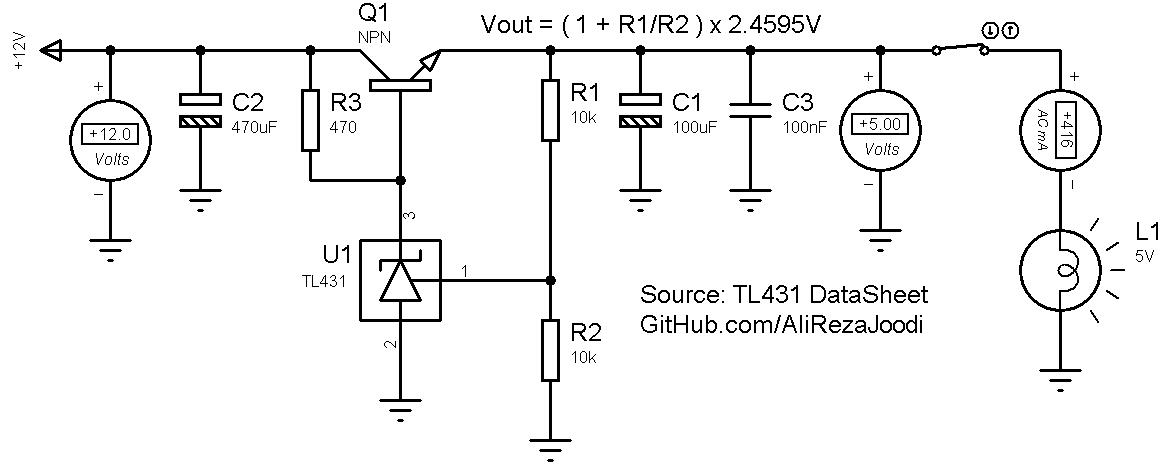 Q1
NPN
Vout = ( 1 + R1/R2 ) x 2.4595V
+12V
+
+12.0
Volts
−
C2
470uF
R3
470
R1
10k
C1
100uF
C3
100nF
+
+5.00
Volts
−
+
+416
AC mA
−
3
U1
TL431
1
2
R2
10k
L1
5V
Source: TL431 DataSheet
GitHub.com/AliRezaJoodi